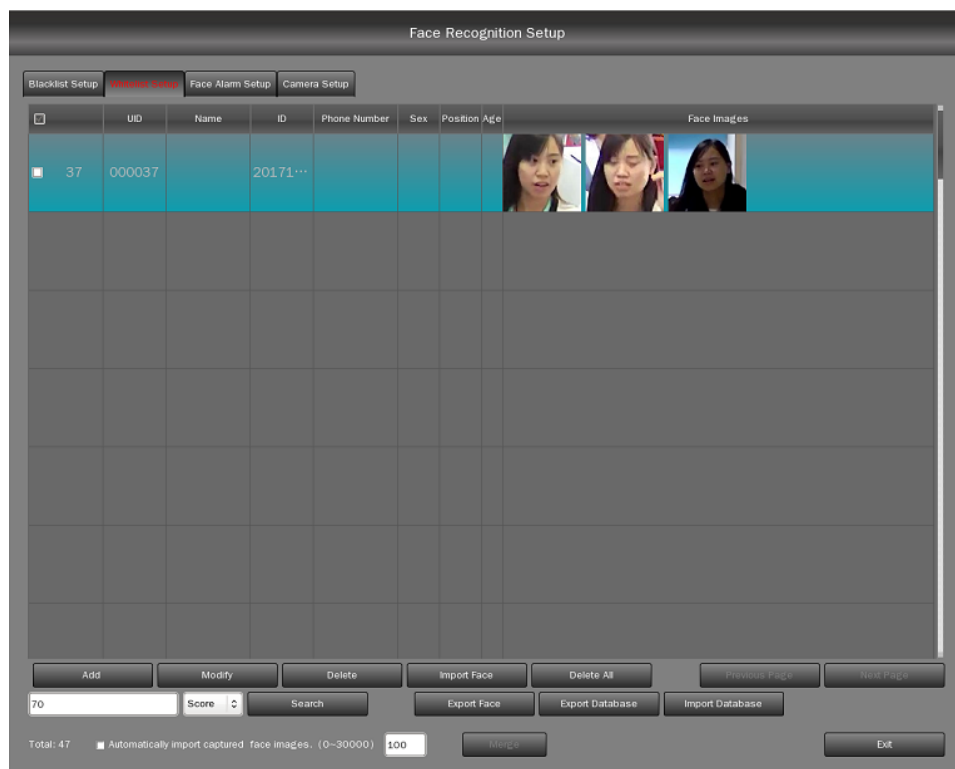 Face Recognition Setup
Blacklist Setup Whitelist Setup Face Alarm Setup Camera Setup
UID Name ID Phone Number Sex Position Age Face Images
37 000037 20171···
Add Modify Delete Import Face Delete All Previous Page Next Page
70 Score Search Export Face Export Database Import Database
Total: 47 Automatically import captured face images. (0~30000) 100 Merge Exit